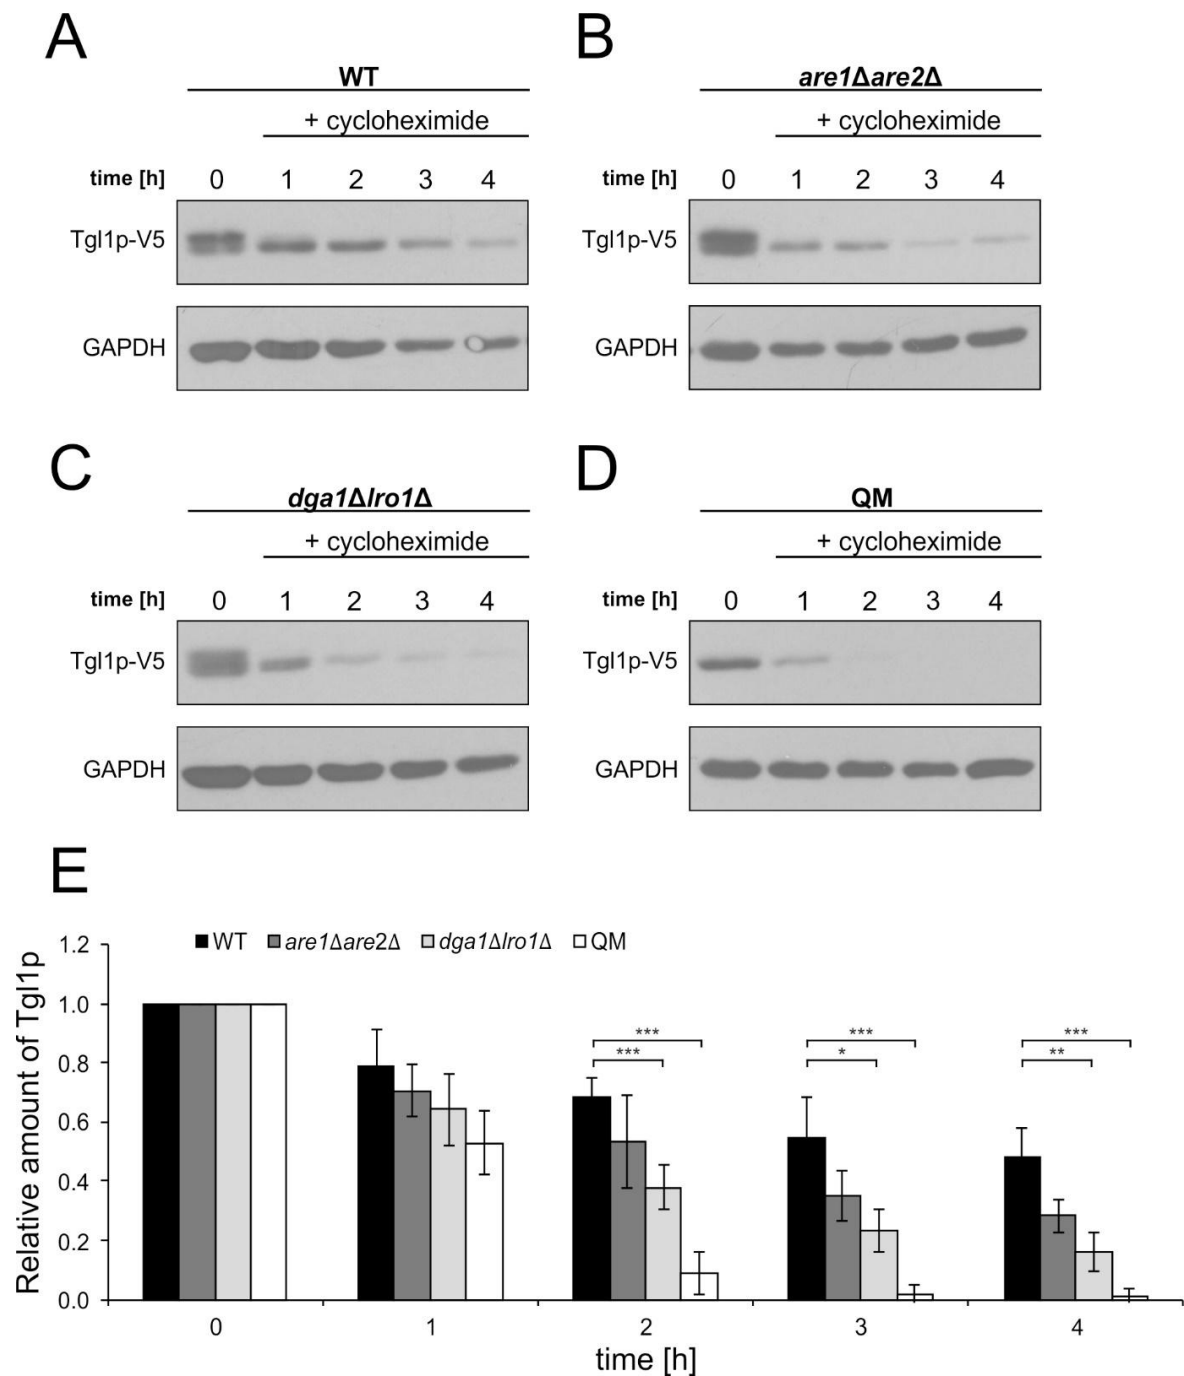 A
WT
+ cycloheximide
time [h] 0 1 2 3 4
Tgl1p-V5
GAPDH
B
are1Δare2Δ
+ cycloheximide
time [h] 0 1 2 3 4
Tgl1p-V5
GAPDH
C
dga1Δlro1Δ
+ cycloheximide
time [h] 0 1 2 3 4
Tgl1p-V5
GAPDH
D
QM
+ cycloheximide
time [h] 0 1 2 3 4
Tgl1p-V5
GAPDH
E
WT are1Δare2Δ dga1Δlro1Δ QM
Relative amount of Tgl1p
1.2
1.0
0.8
0.6
0.4
0.2
0.0
*** *** ***
*** * **
0 1 2 3 4
time [h]